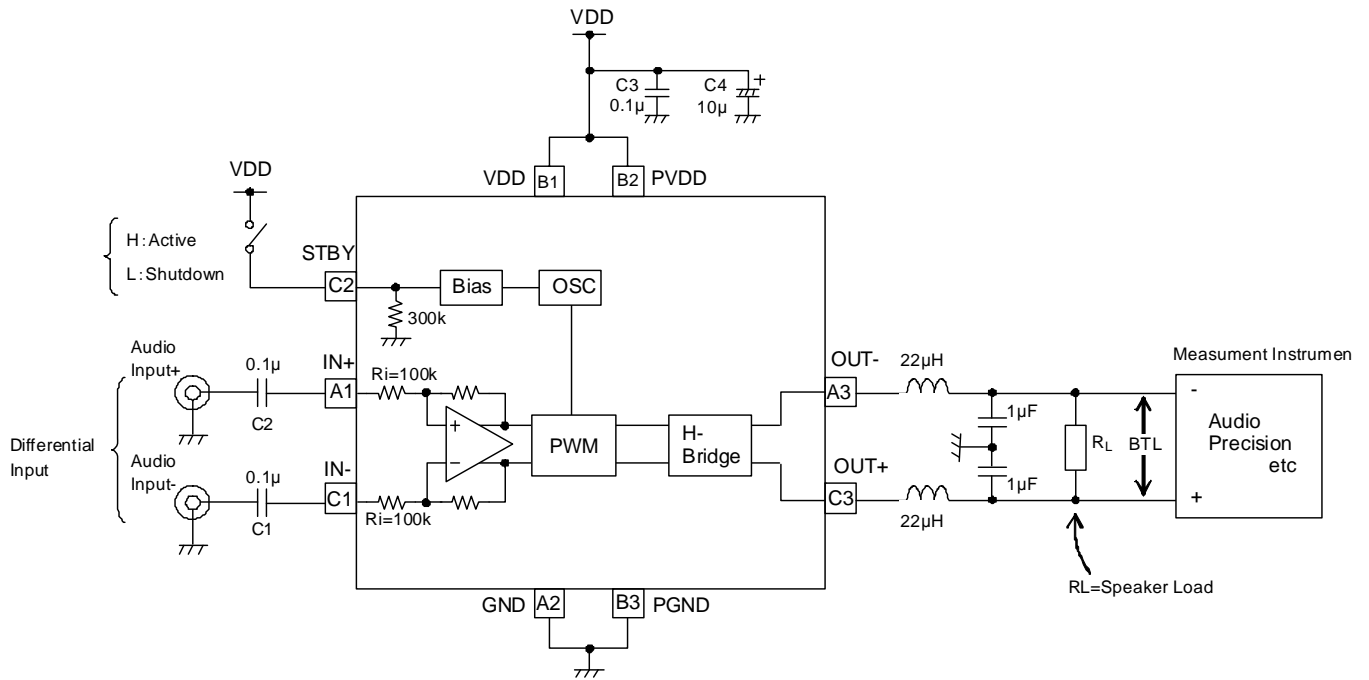 VDD
C3
0.1µ
C4
+
10µ
VDD
B1
B2
PVDD
VDD
H : Active
L : Shutdown
STBY
C2
Bias
OSC
300k
Audio
Input+
0.1µ
C2
IN+
A1
Ri=100k
+
-
PWM
H-
Bridge
OUT-
A3
22µH
1µF
1µF
RL
BTL
Measument Instrumen
-
Audio
Precision
etc
+
Differential
Input
Audio
Input-
0.1µ
C1
IN-
C1
Ri=100k
OUT+
C3
22µH
RL=Speaker Load
GND
A2
B3
PGND